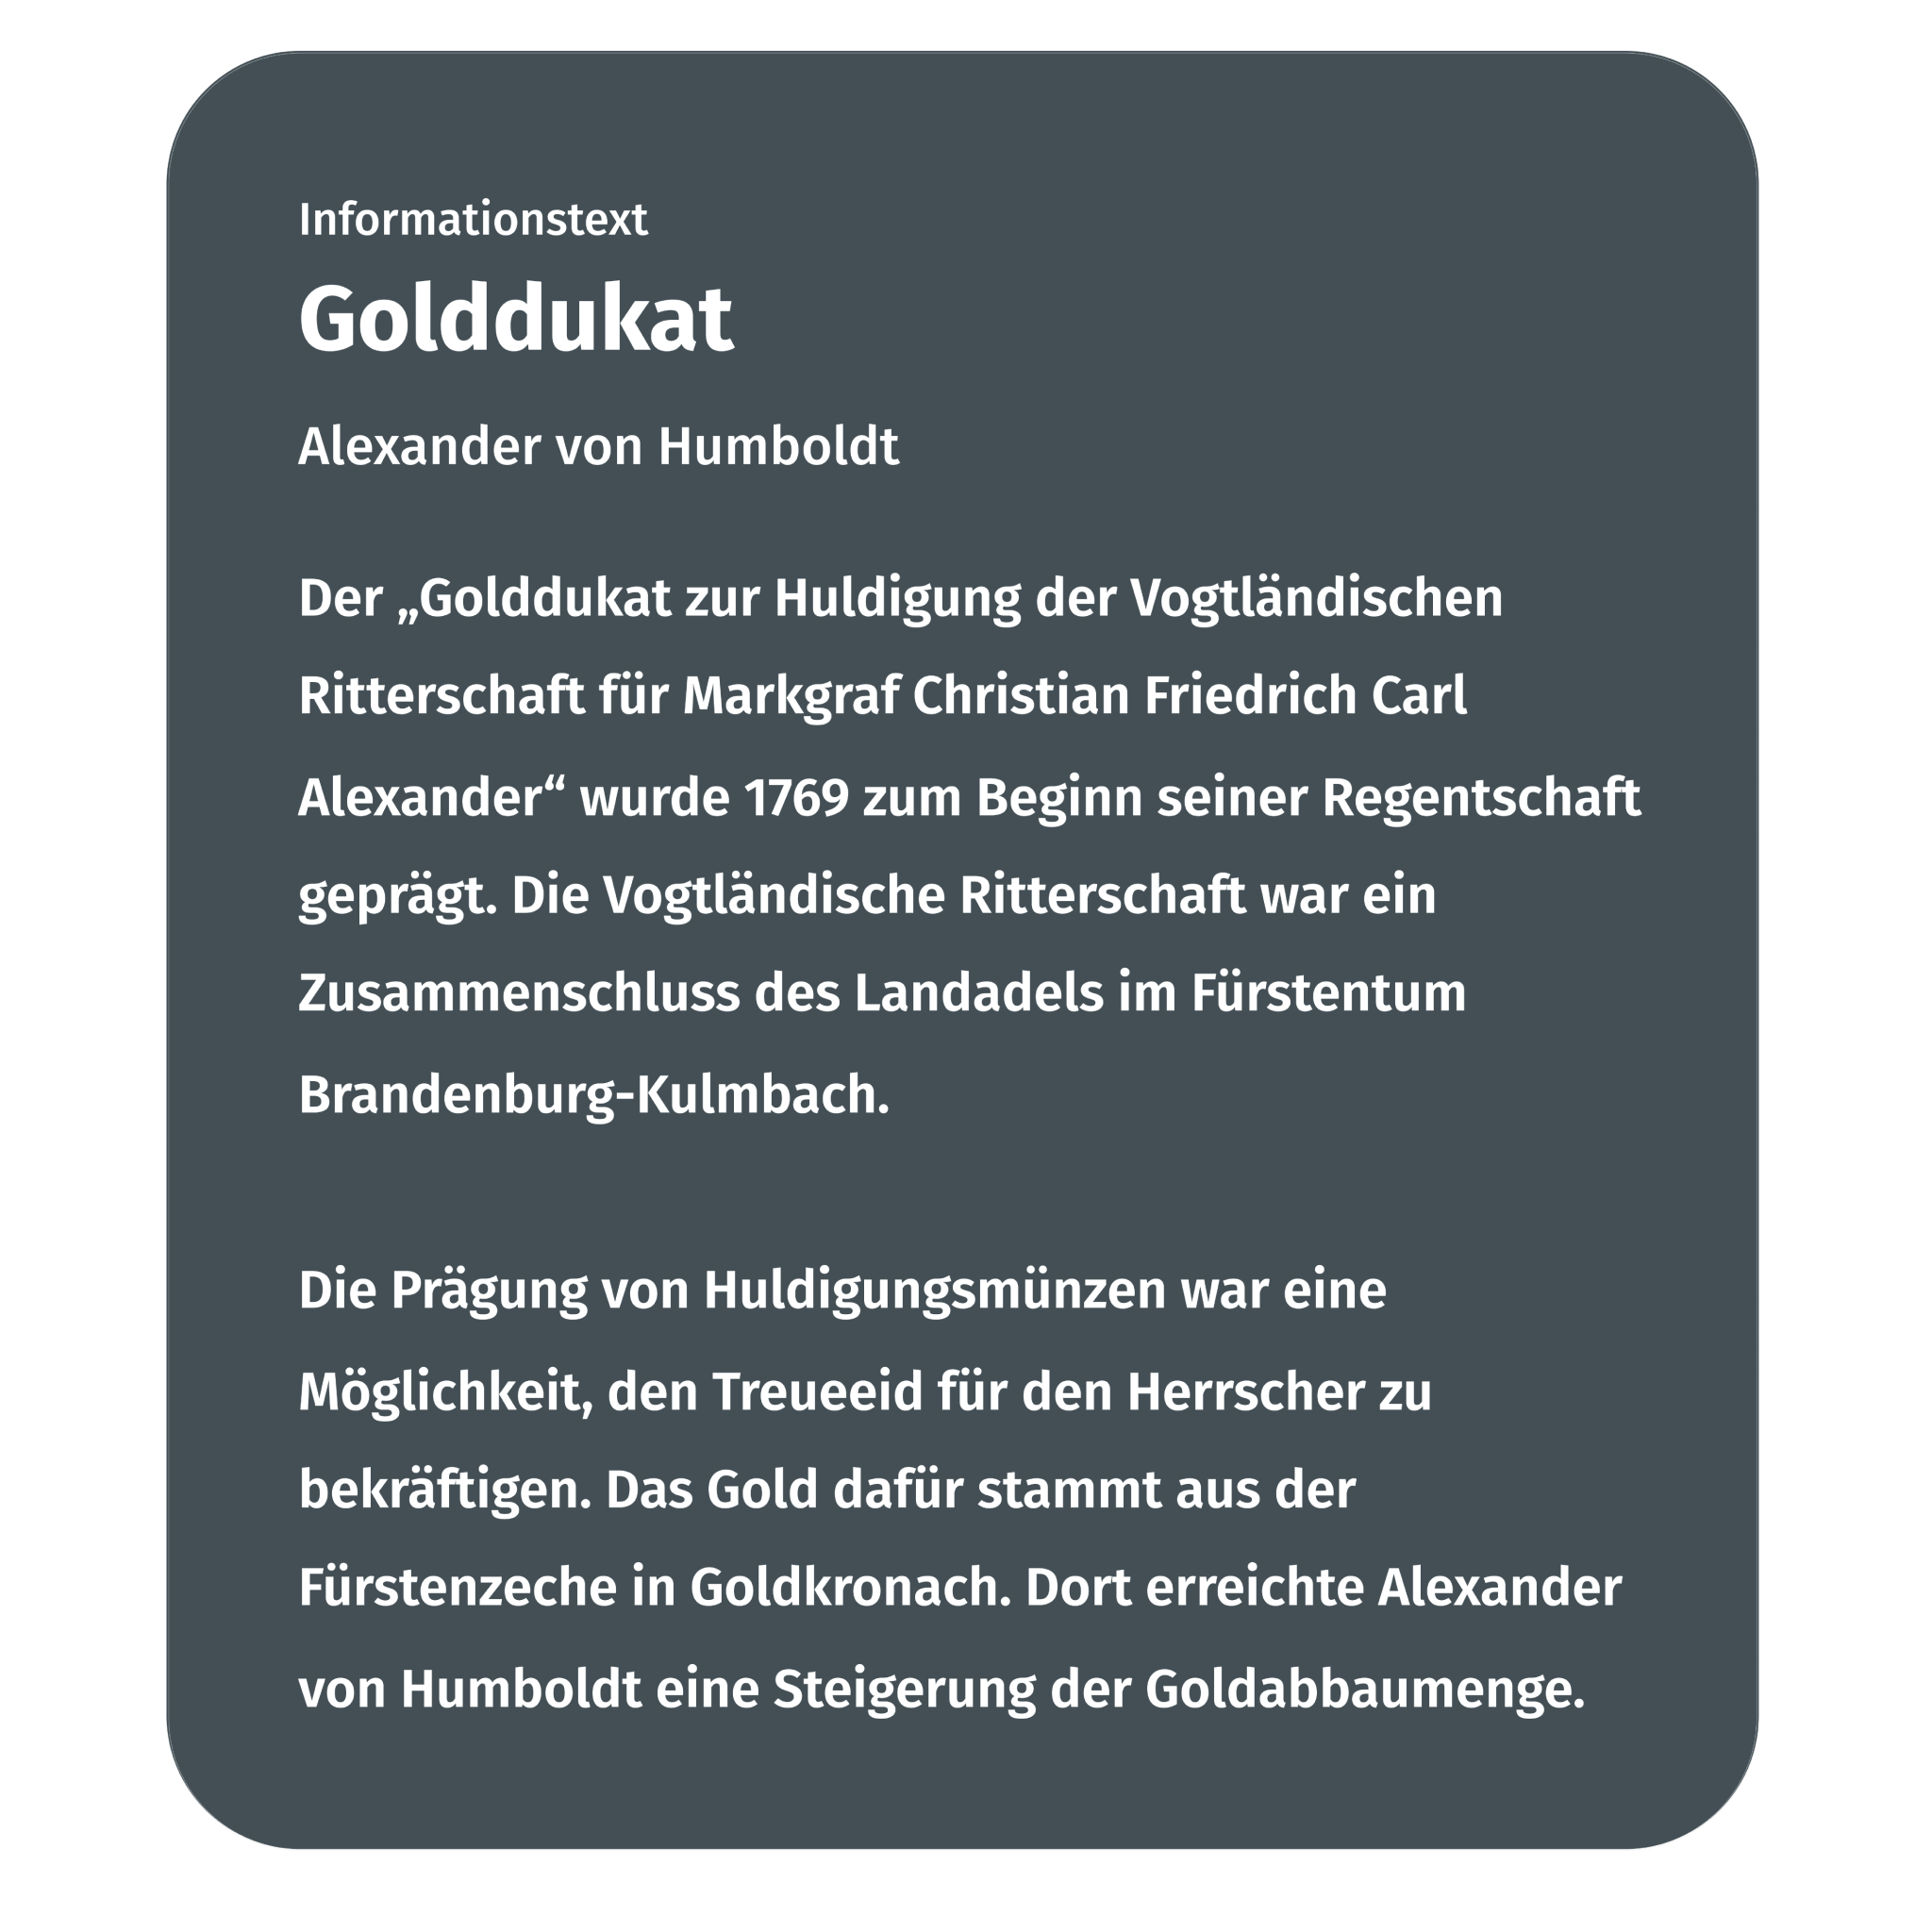 Informationstext
Golddukat
Alexander von Humboldt
Der „Golddukat zur Huldigung der Vogtländischen
Ritterschaft für Markgraf Christian Friedrich Carl
Alexander“ wurde 1769 zum Beginn seiner Regentschaft
geprägt. Die Vogtländische Ritterschaft war ein
Zusammenschluss des Landadels im Fürstentum
Brandenburg-Kulmbach.
Die Prägung von Huldigungsmünzen war eine
Möglichkeit, den Treueeid für den Herrscher zu
bekräftigen. Das Gold dafür stammt aus der
Fürstenzeche in Goldkronach. Dort erreichte Alexander
von Humboldt eine Steigerung der Goldabbaumenge.